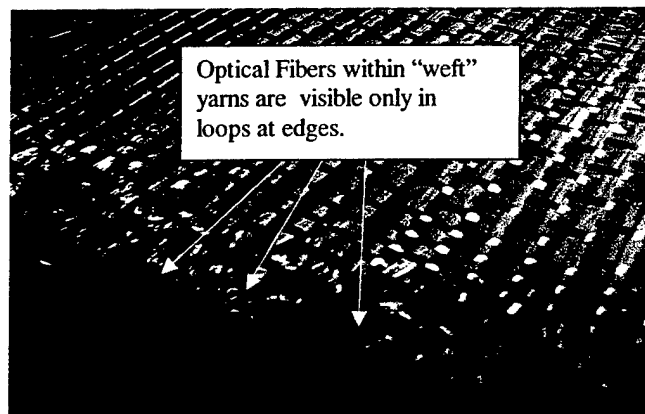 Optical Fibers within “weft”
yarns are visible only in
loops at edges.